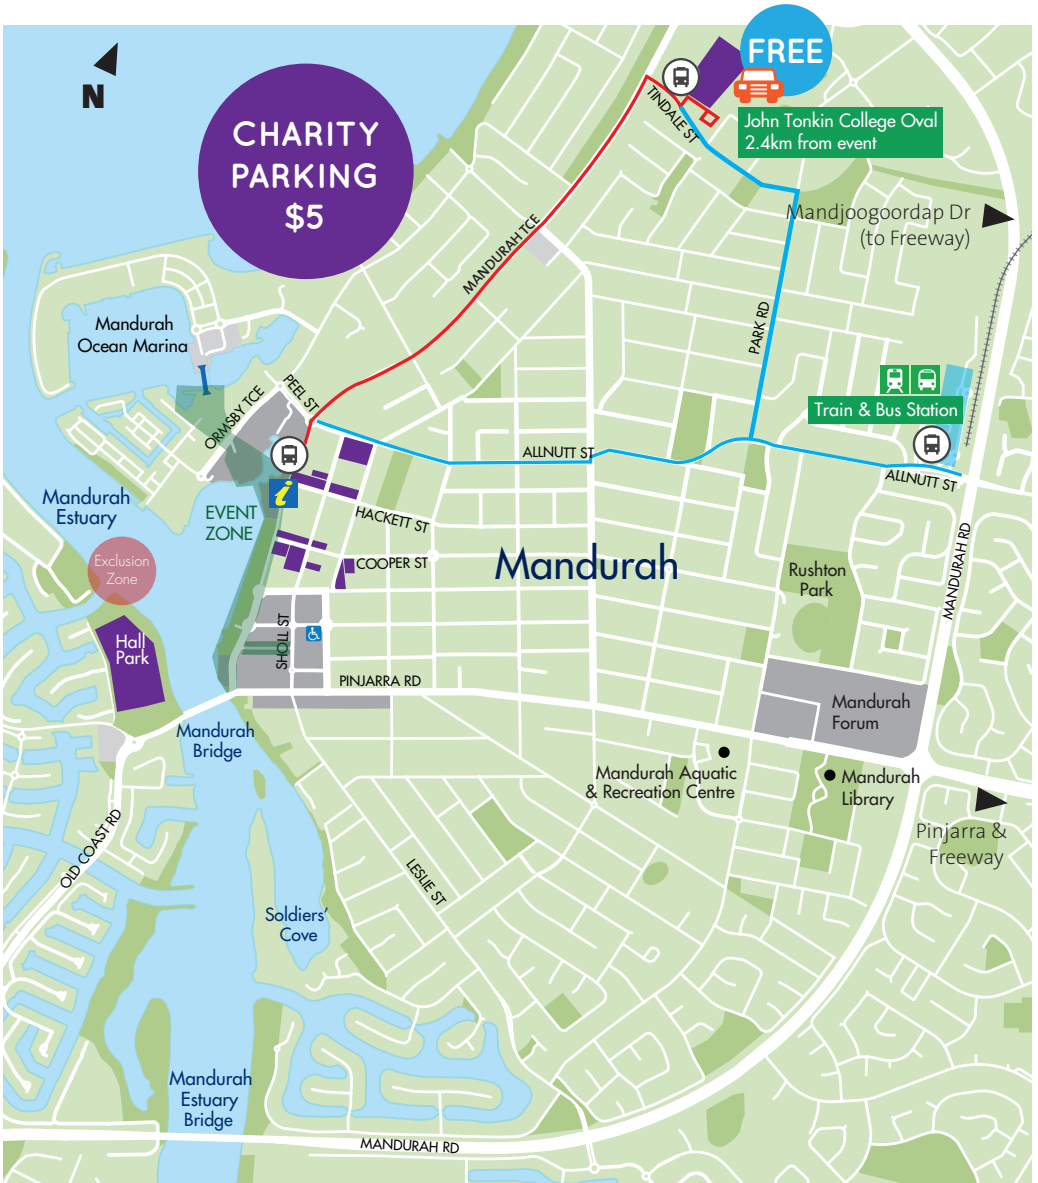 N
CHARITY
PARKING
$5
FREE
John Tonkin College Oval
2.4km from event
TINDALE ST
Mandjoogoordap Dr
(to Freeway)
MANDURAH TCE
PARK RD
Mandurah
Ocean Marina
PEEL ST
ORMSBY TCE
Train & Bus Station
ALLNUTT ST
ALLNUTT ST
i
Mandurah
Estuary
EVENT
ZONE
HACKETT ST
COOPER ST
Mandurah
Exclusion
Zone
Rushton
Park
MANDURAH RD
Hall
Park
SHOLL ST
PINJARRA RD
Mandurah
Forum
Mandurah
Bridge
Mandurah Aquatic
& Recreation Centre
Mandurah
Library
Pinjarra &
Freeway
OLD COAST RD
LESLIE ST
Soldiers'
Cove
Mandurah
Estuary
Bridge
MANDURAH RD